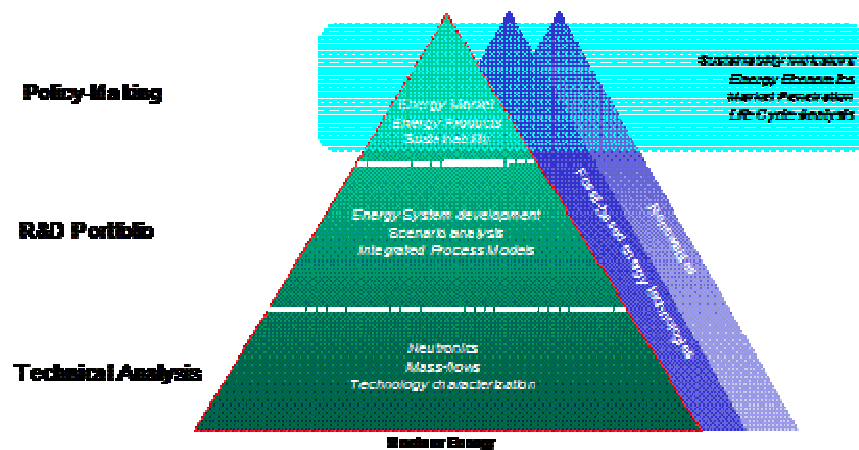 Policy-Making
R&D Portfolio
Technical Analysis
Energy Market
Energy Products
Sustainability
Energy System development
Scenario analysis
Integrated Process Models
Neutronics
Mass-flows
Technology characterization
Nuclear Energy
Fossil-based energy technologies
Renewables
Sustainability Indicators
Energy Economics
Market Penetration
Life Cycle Analysis